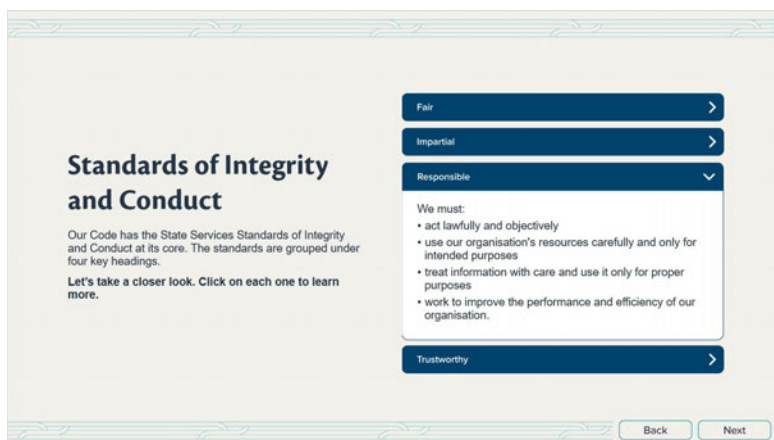 Standards of Integrity
and Conduct
Our Code has the State Services Standards of Integrity
and Conduct at its core. The standards are grouped under
four key headings.
Let's take a closer look. Click on each one to learn
more.
Fair
Impartial
Responsible
We must:
• act lawfully and objectively
• use our organisation's resources carefully and only for
intended purposes
• treat information with care and use it only for proper
purposes
• work to improve the performance and efficiency of our
organisation.
Trustworthy
Back
Next